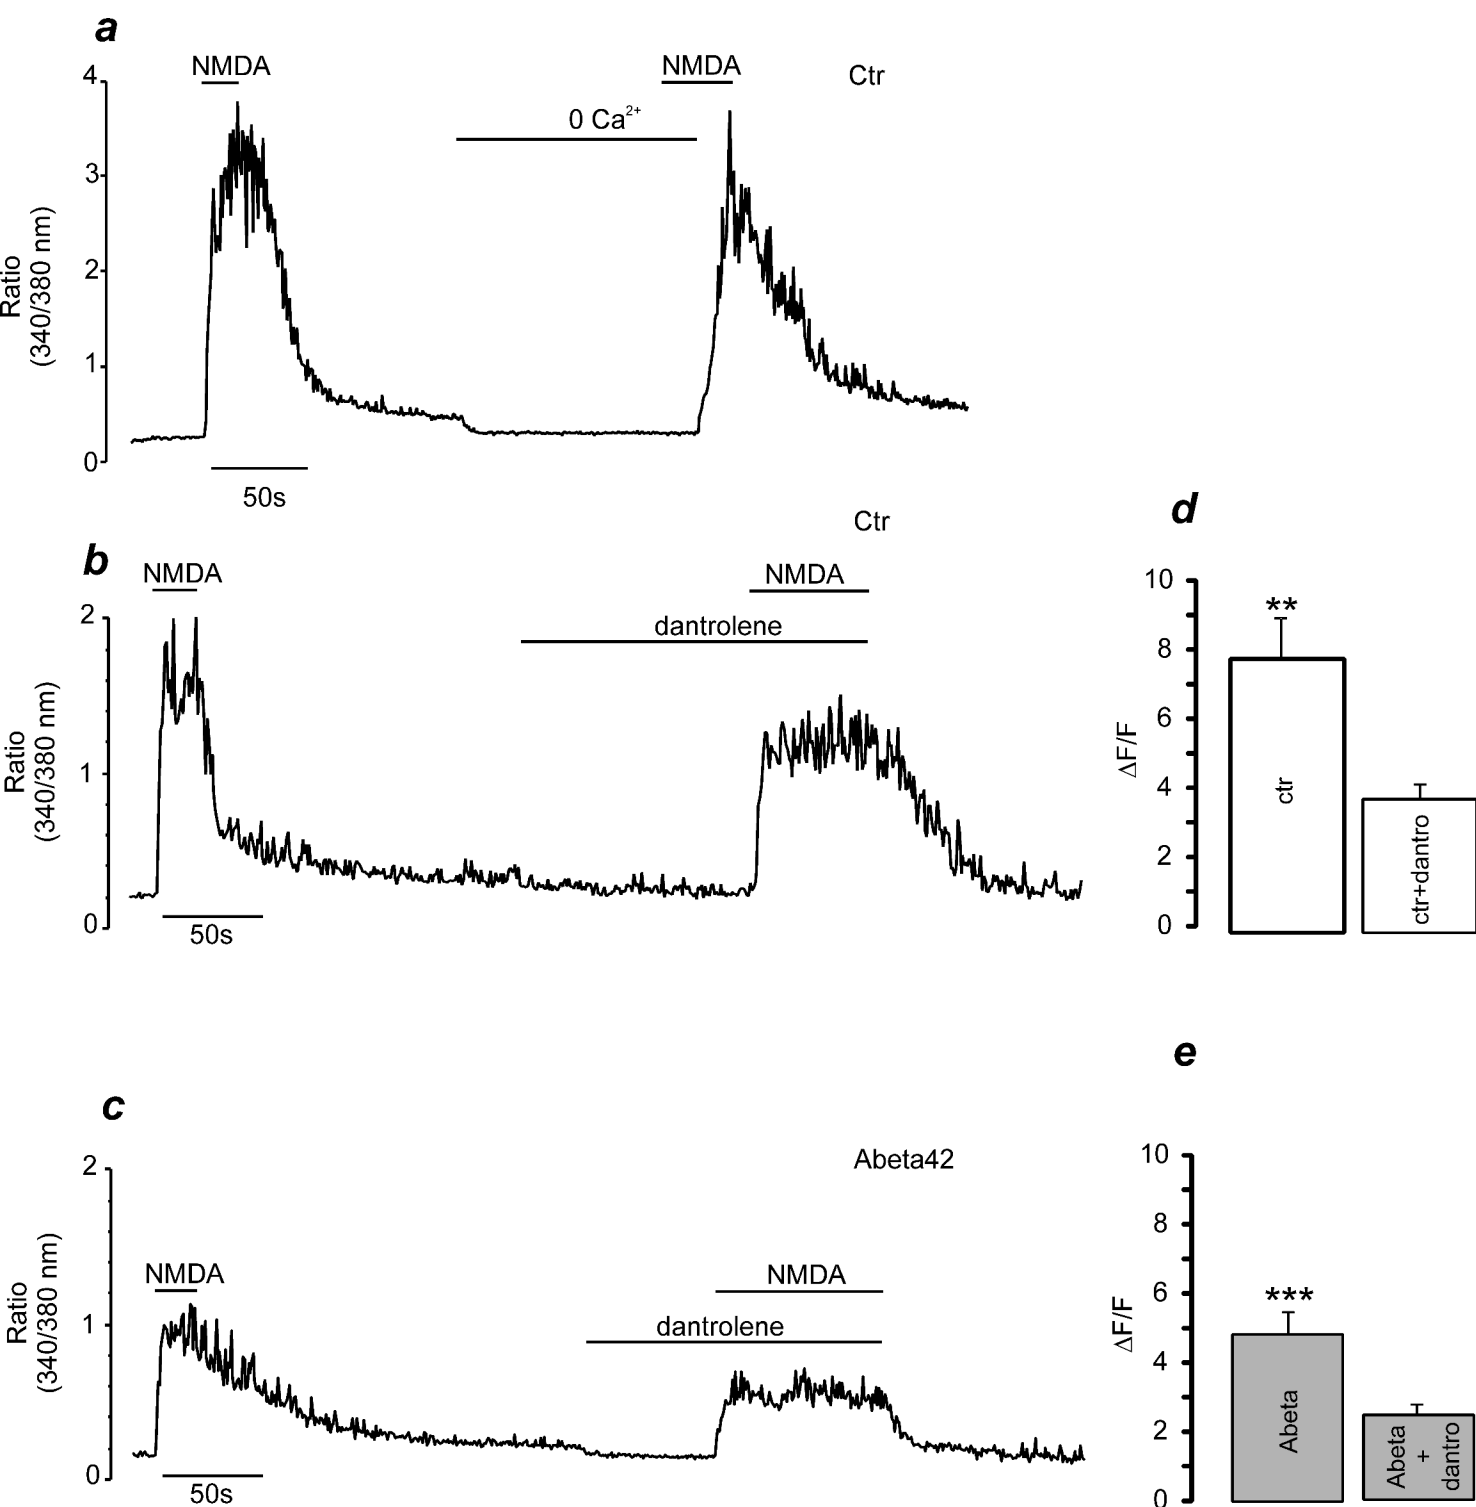 a
NMDA
NMDA
Ctr
0 Ca²⁺
4
3
2
1
0
Ratio
(340/380 nm)
50s
Ctr
b
NMDA
NMDA
dantrolene
2
1
0
Ratio
(340/380 nm)
50s
d
10
8
6
4
2
0
ΔF/F
**
ctr
ctr+dantro
c
Abeta42
NMDA
NMDA
dantrolene
2
1
0
Ratio
(340/380 nm)
50s
e
10
8
6
4
2
0
ΔF/F
***
Abeta
Abeta
+
dantro